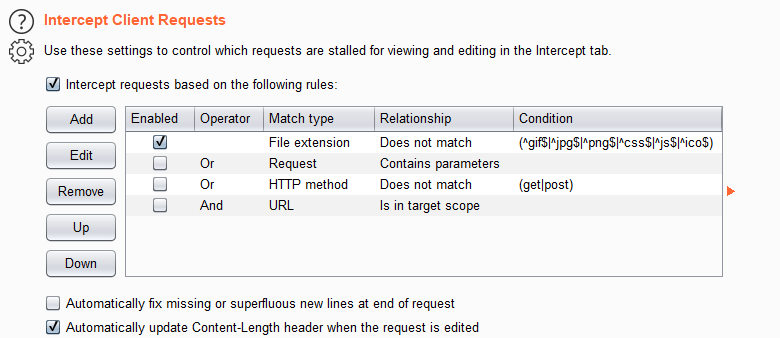 Intercept Client Requests
Use these settings to control which requests are stalled for viewing and editing in the Intercept tab.
Intercept requests based on the following rules:
Add
Edit
Remove
Up
Down
Enabled Operator Match type Relationship Condition
File extension Does not match (^gif$|^jpg$|^png$|^css$|^js$|^ico$)
Or Request Contains parameters
Or HTTP method Does not match (get|post)
And URL Is in target scope
Automatically fix missing or superfluous new lines at end of request
Automatically update Content-Length header when the request is edited